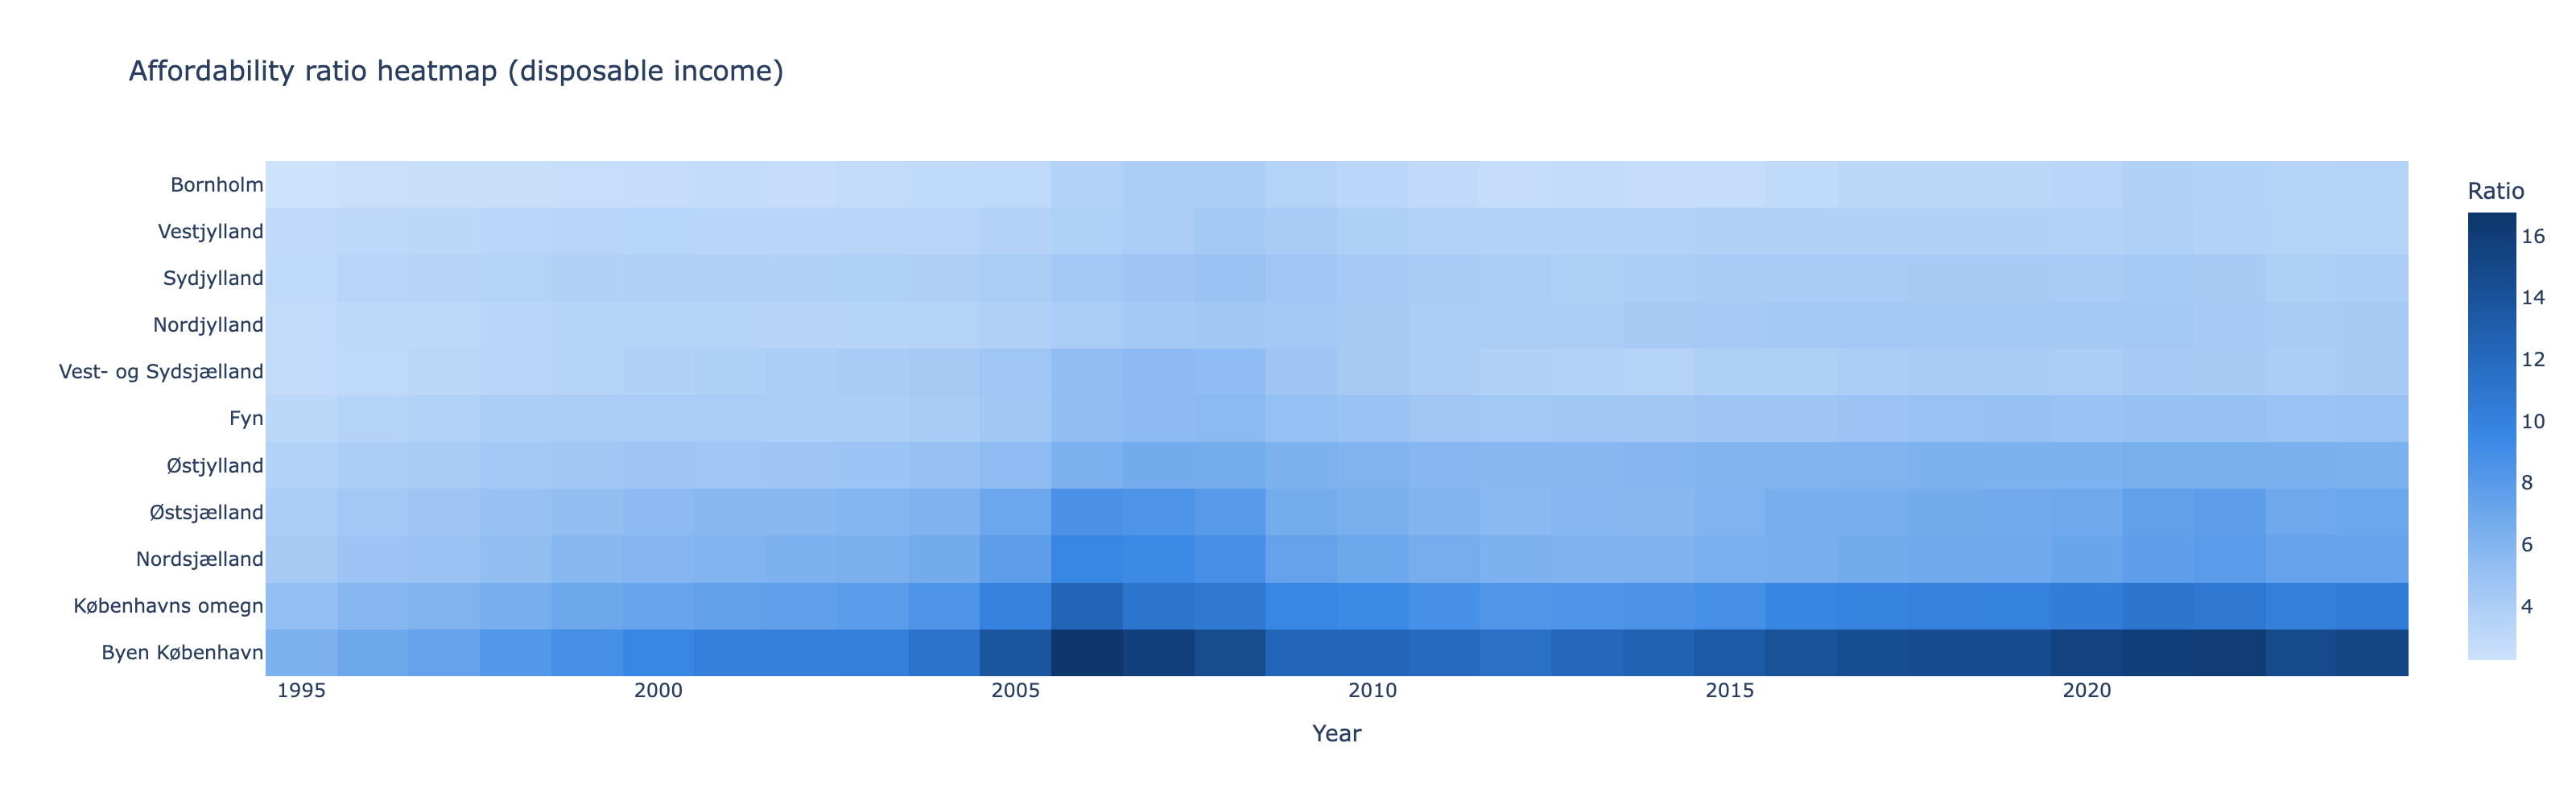 Affordability ratio heatmap (disposable income)
Bornholm
Vestjylland
Sydjylland
Nordjylland
Vest- og Sydsjælland
Fyn
Østjylland
Østsjælland
Nordsjælland
Københavns omegn
Byen København
1995 2000 2005 2010 2015 2020
Year
Ratio
16
14
12
10
8
6
4